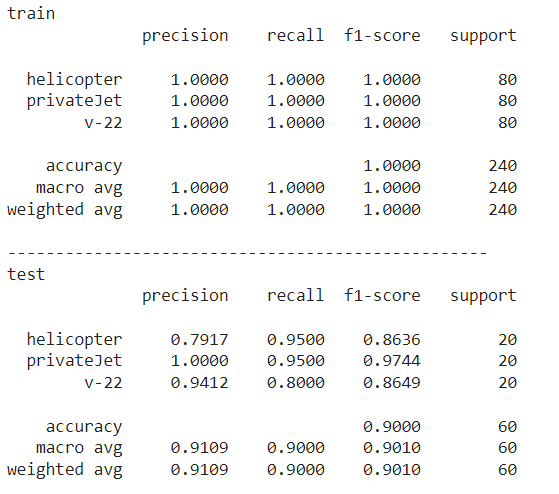 train
precision recall f1-score support
helicopter 1.0000 1.0000 1.0000 80
privateJet 1.0000 1.0000 1.0000 80
v-22 1.0000 1.0000 1.0000 80
accuracy 1.0000 240
macro avg 1.0000 1.0000 1.0000 240
weighted avg 1.0000 1.0000 1.0000 240
--------------------------------------------------
test
precision recall f1-score support
helicopter 0.7917 0.9500 0.8636 20
privateJet 1.0000 0.9500 0.9744 20
v-22 0.9412 0.8000 0.8649 20
accuracy 0.9000 60
macro avg 0.9109 0.9000 0.9010 60
weighted avg 0.9109 0.9000 0.9010 60